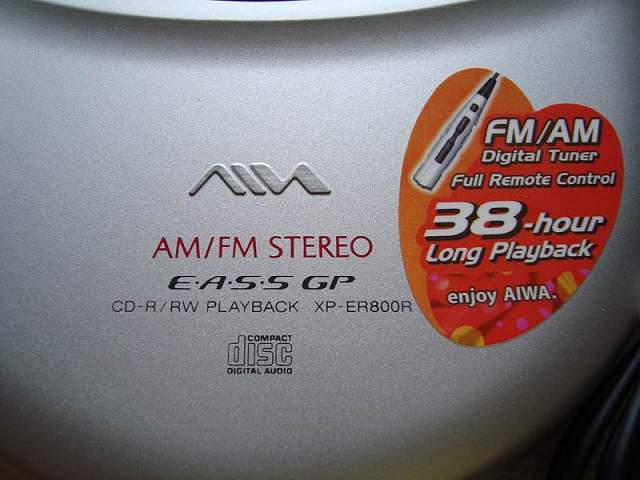 AIWA
AM/FM STEREO
E·A·S·S GP
CD-R/RW PLAYBACK XP-ER800R
COMPACT
disc
DIGITAL AUDIO
FM/AM
Digital Tuner
Full Remote Control
38-hour
Long Playback
enjoy AIWA.